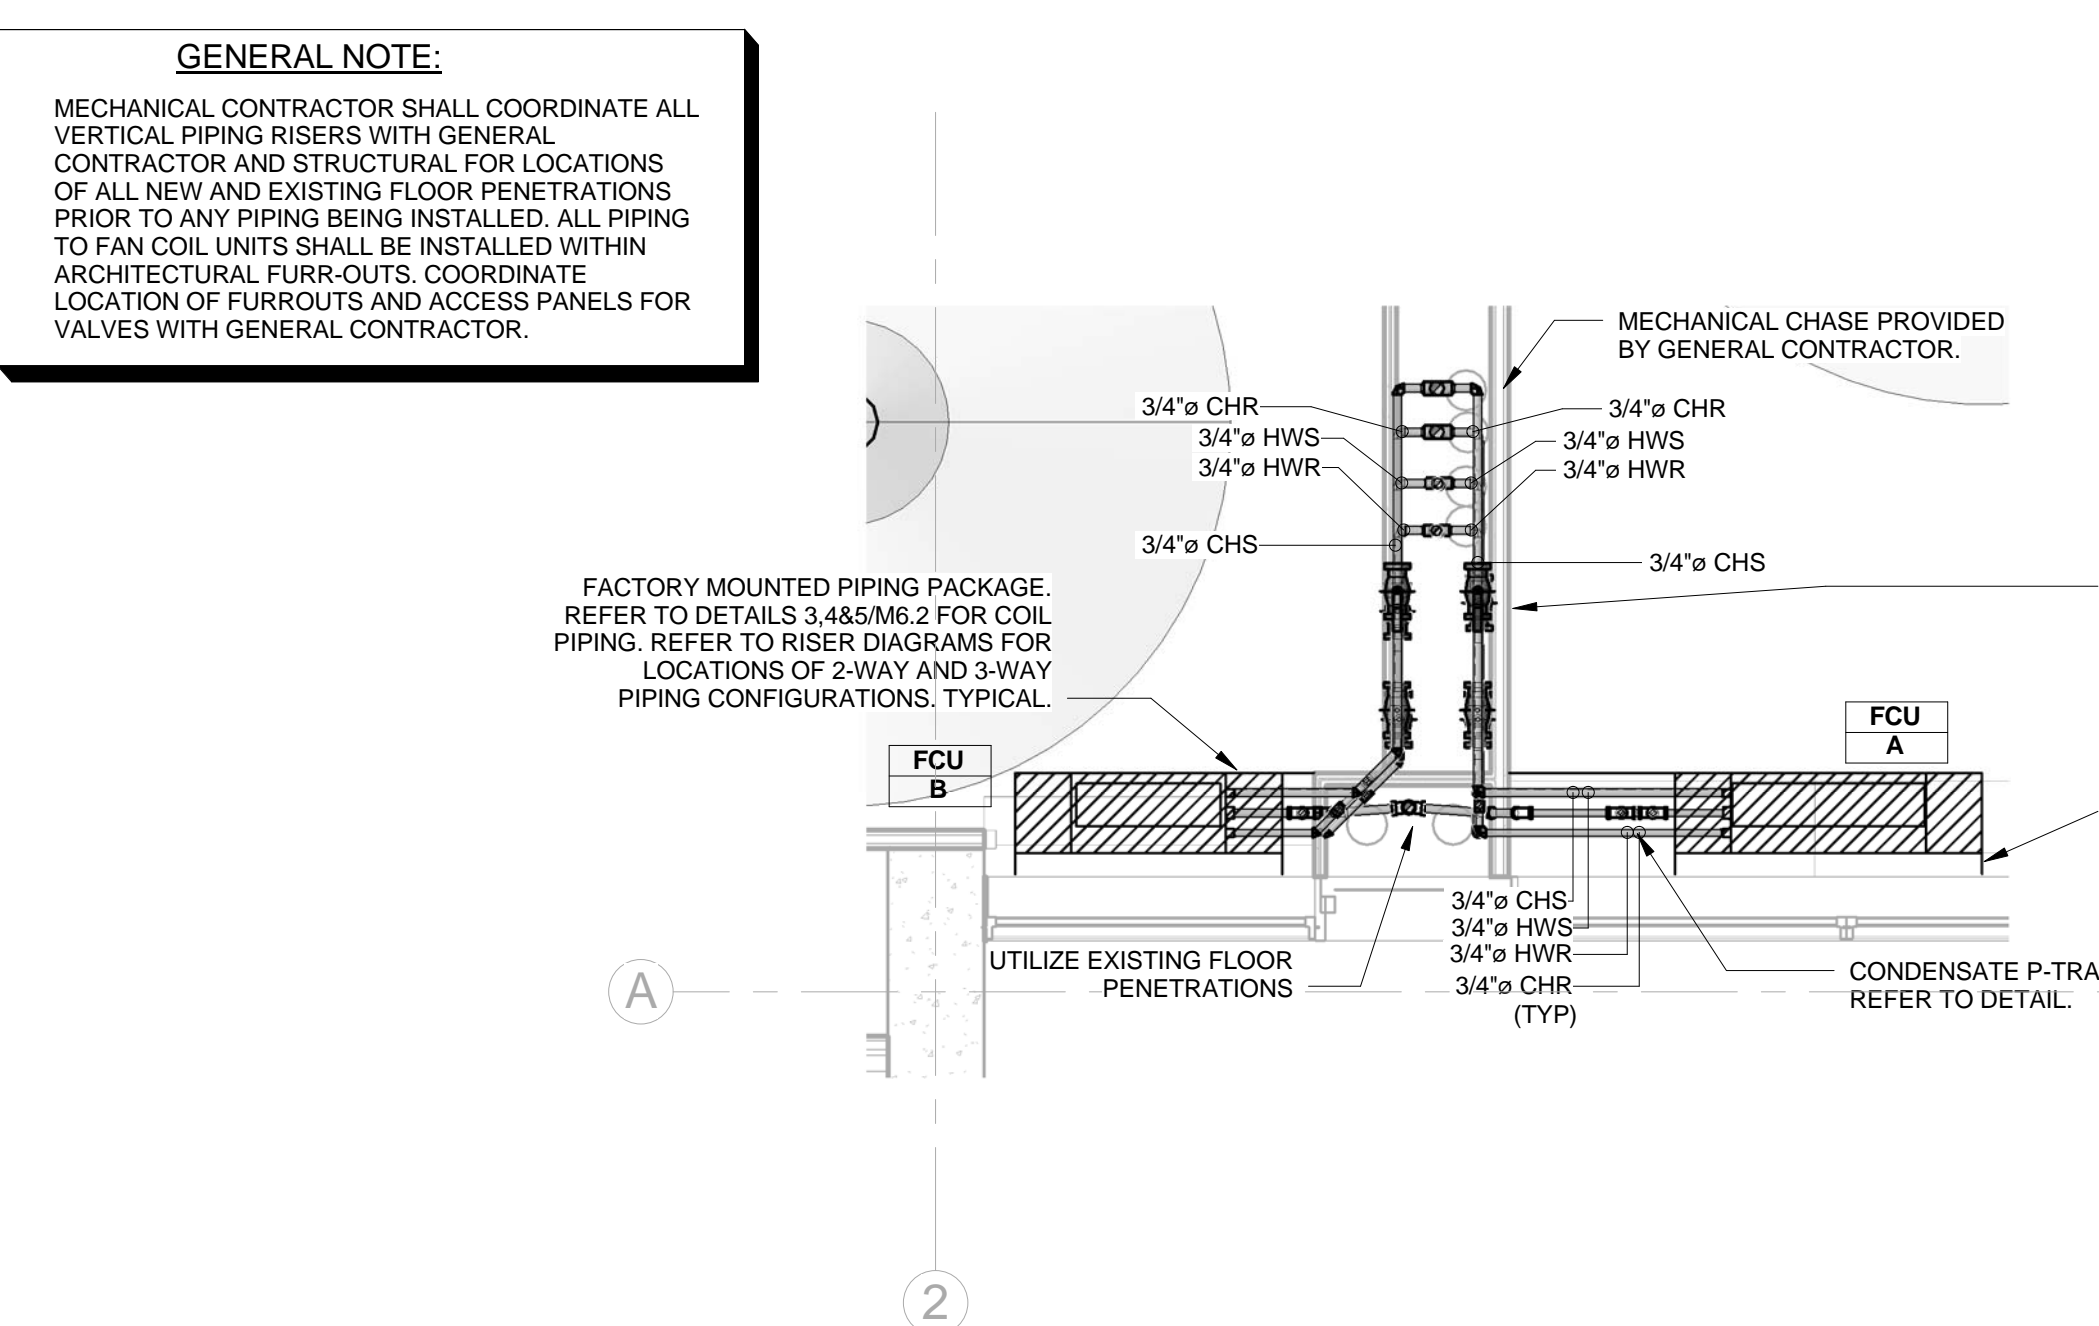 GENERAL NOTE:
MECHANICAL CONTRACTOR SHALL COORDINATE ALL
VERTICAL PIPING RISERS WITH GENERAL
CONTRACTOR AND STRUCTURAL FOR LOCATIONS
OF ALL NEW AND EXISTING FLOOR PENETRATIONS
PRIOR TO ANY PIPING BEING INSTALLED. ALL PIPING
TO FAN COIL UNITS SHALL BE INSTALLED WITHIN
ARCHITECTURAL FURR-OUTS. COORDINATE
LOCATION OF FURROUTS AND ACCESS PANELS FOR
VALVES WITH GENERAL CONTRACTOR.
MECHANICAL CHASE PROVIDED
BY GENERAL CONTRACTOR.
3/4"ø CHR
3/4"ø HWS
3/4"ø HWR
3/4"ø CHS
3/4"ø CHR
3/4"ø HWS
3/4"ø HWR
3/4"ø CHS
FACTORY MOUNTED PIPING PACKAGE.
REFER TO DETAILS 3,4&5/M6.2 FOR COIL
PIPING. REFER TO RISER DIAGRAMS FOR
LOCATIONS OF 2-WAY AND 3-WAY
PIPING CONFIGURATIONS. TYPICAL.
FCU
B
FCU
A
3/4"ø CHS
3/4"ø HWS
3/4"ø HWR
3/4"ø CHR
(TYP)
UTILIZE EXISTING FLOOR
PENETRATIONS
CONDENSATE P-TRA
REFER TO DETAIL.
A
2